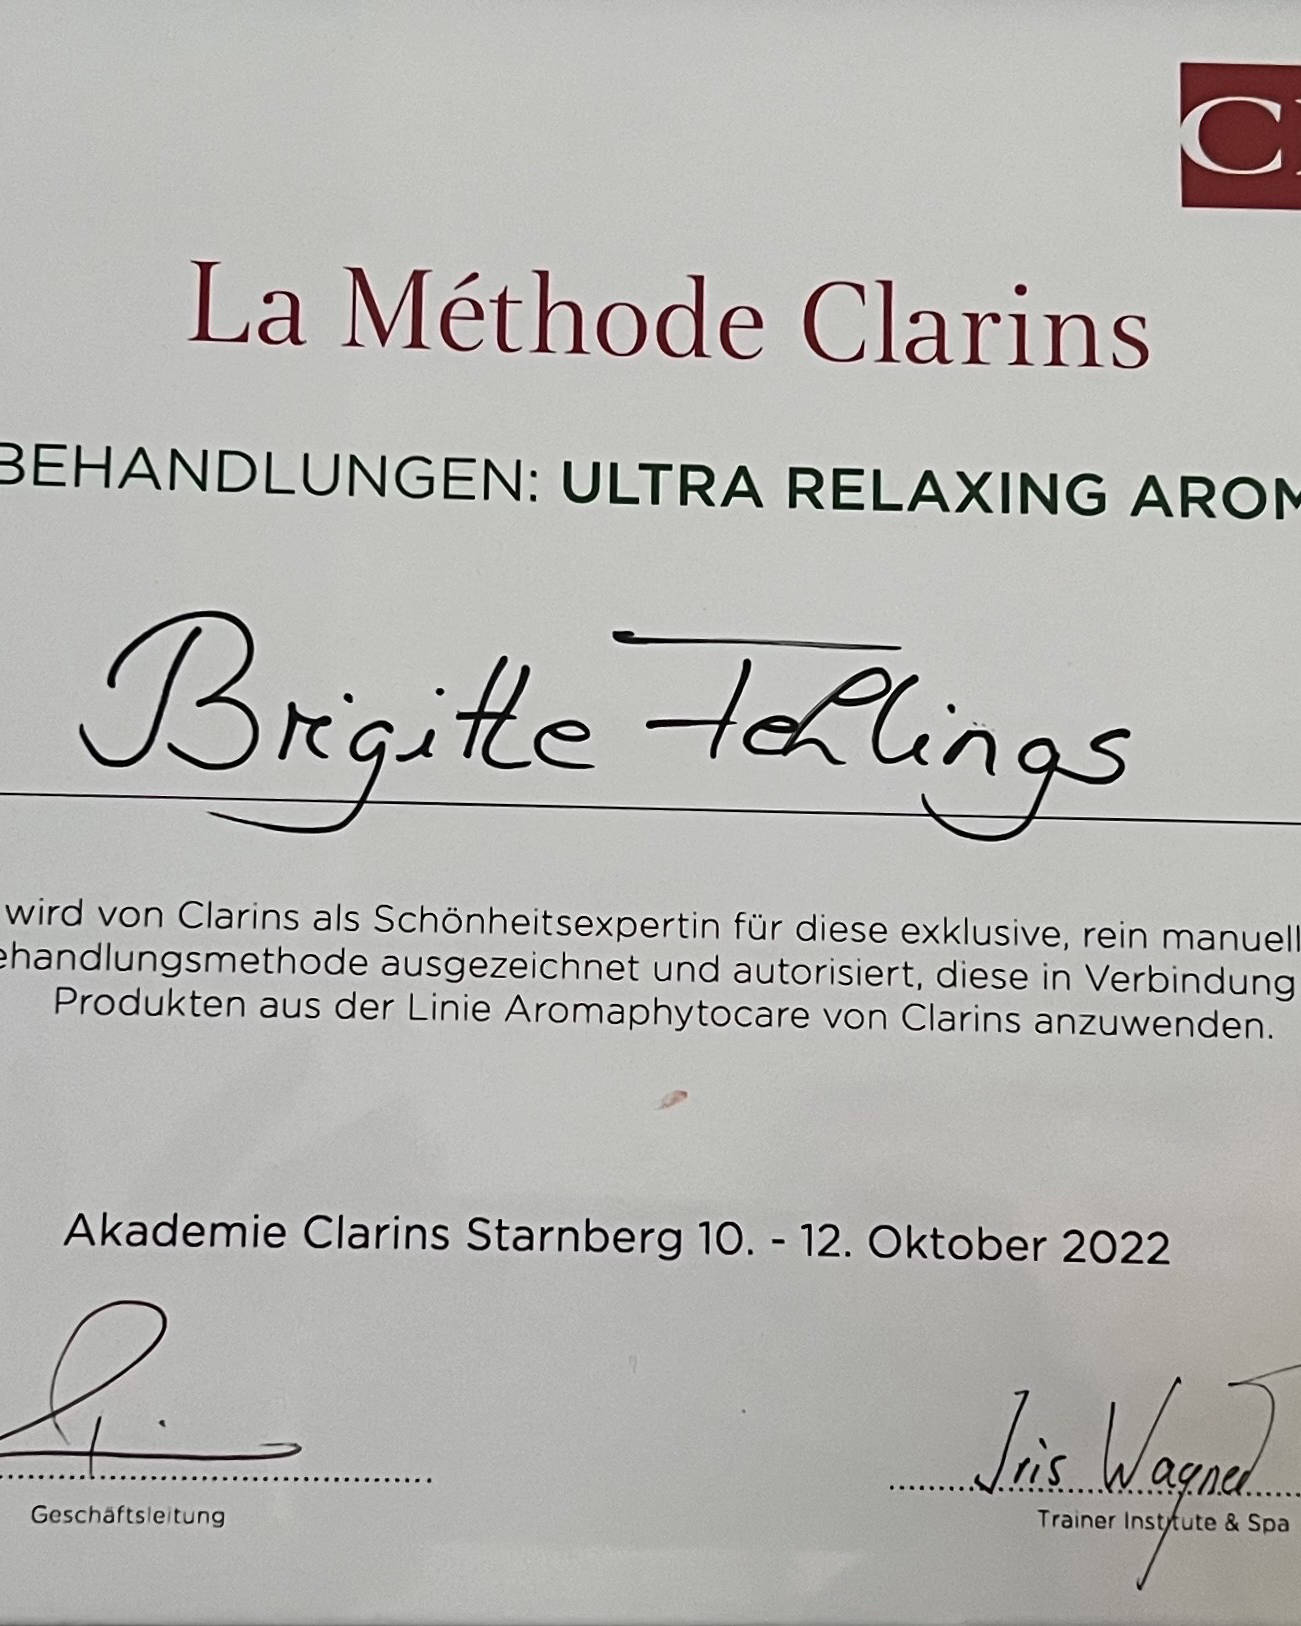 C
La Méthode Clarins
BEHANDLUNGEN: ULTRA RELAXING AROM
Brigitte Fehlings
wird von Clarins als Schönheitsexpertin für diese exklusive, rein manuell
ehandlungsmethode ausgezeichnet und autorisiert, diese in Verbindung
Produkten aus der Linie Aromaphytocare von Clarins anzuwenden.
Akademie Clarins Starnberg 10. - 12. Oktober 2022
Iris Wagner
Geschäftsleitung
Trainer Institute & Spa